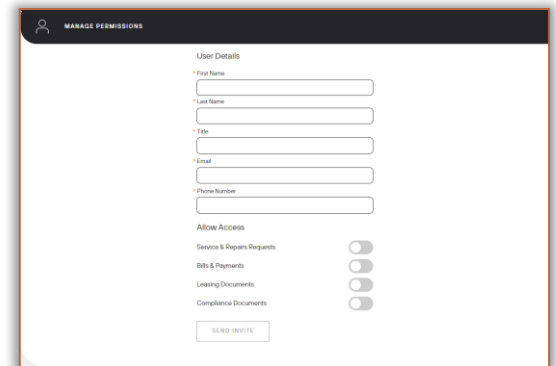 MANAGE PERMISSIONS
User Details
* First Name
* Last Name
* Title
* Email
* Phone Number
Allow Access
Service & Repairs Requests
Bills & Payments
Leasing Documents
Compliance Documents
SEND INVITE